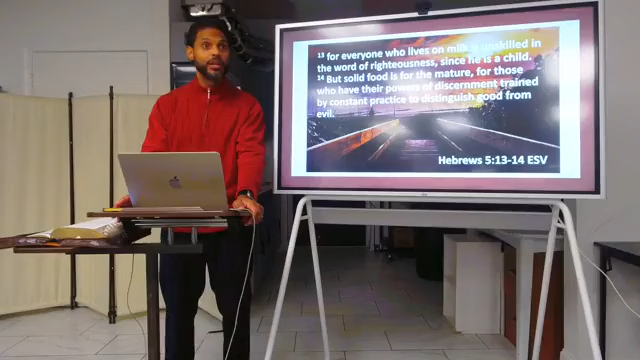 13 for everyone who lives on milk is unskilled in
the word of righteousness, since he is a child.
14 But solid food is for the mature, for those
who have their powers of discernment trained
by constant practice to distinguish good from
evil.
Hebrews 5:13-14 ESV